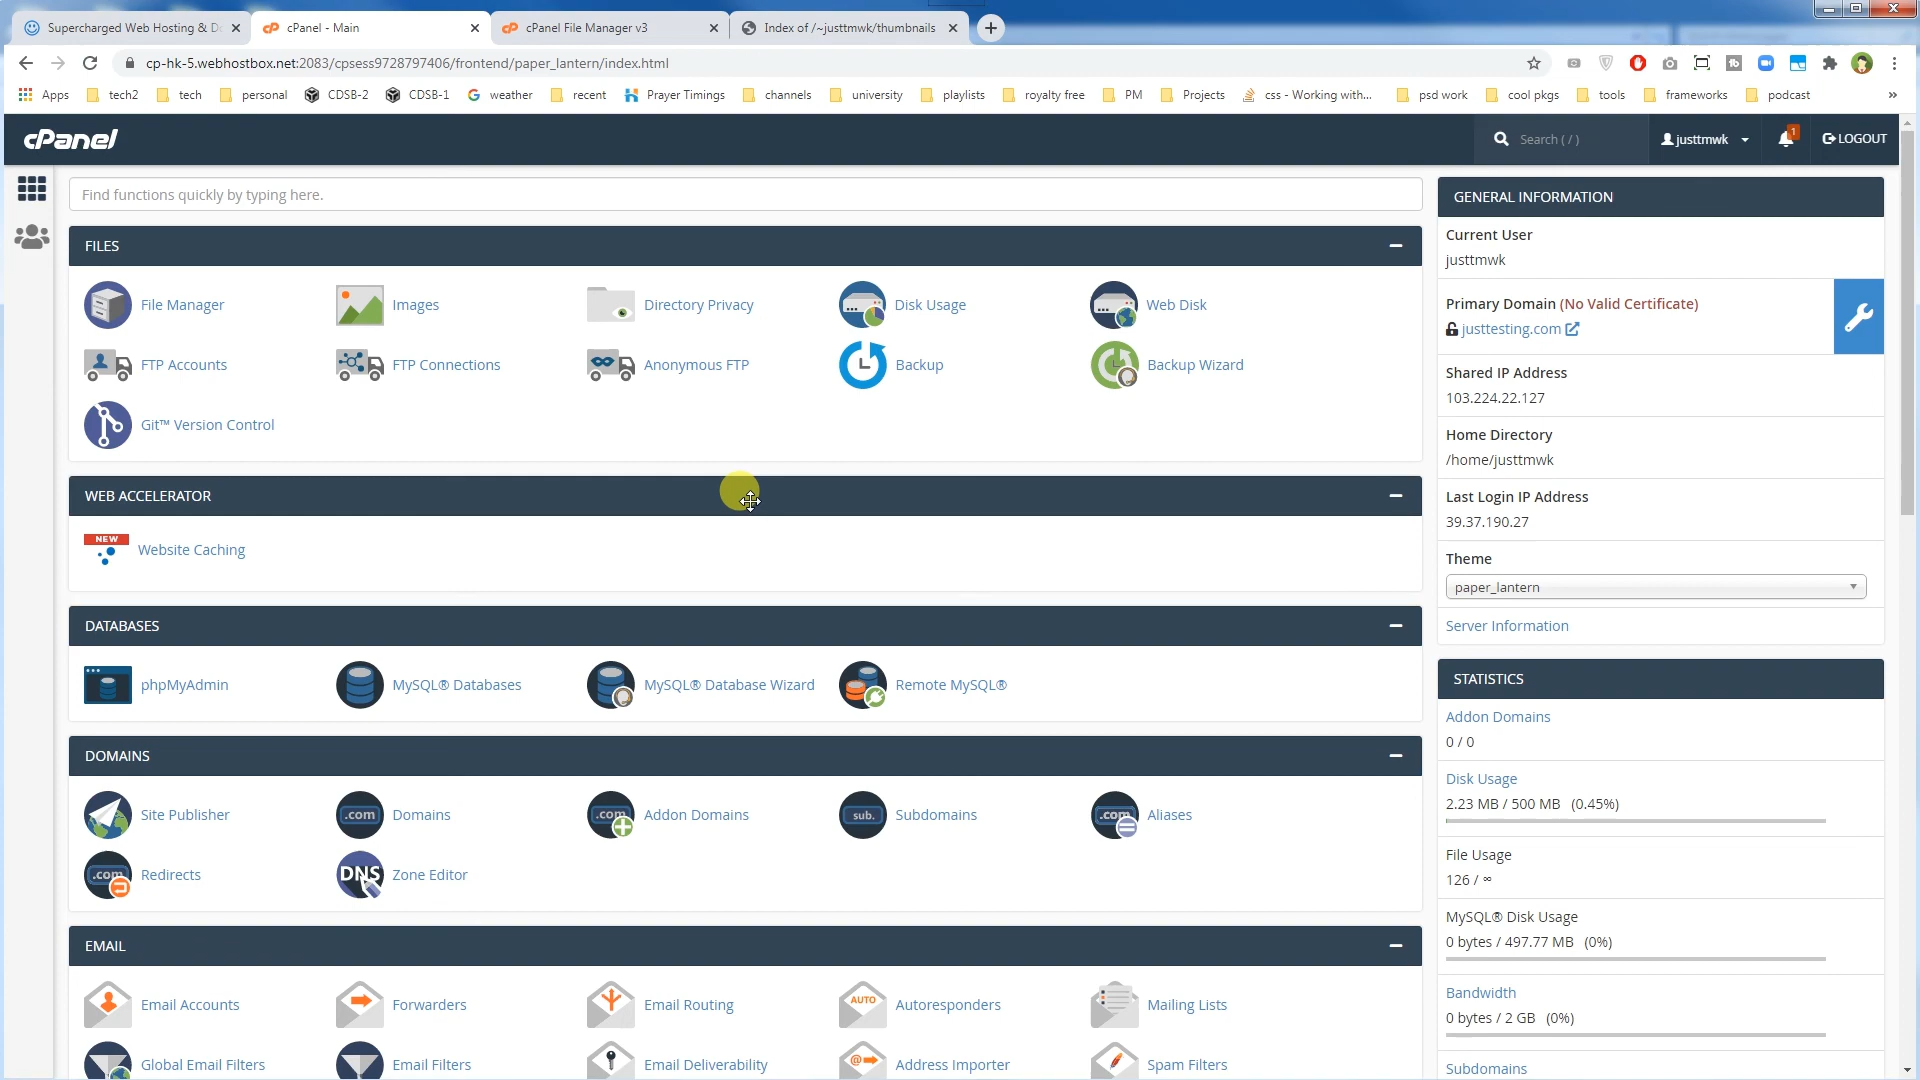 Supercharged Web Hosting & D
cPanel - Main
cPanel File Manager v3
Index of /~justtmwk/thumbnails
cp-hk-5.webhostbox.net:2083/cpsess9728797406/frontend/paper_lantern/index.html
Apps
tech2
tech
personal
CDSB-2
CDSB-1
weather
recent
Prayer Timings
channels
university
playlists
royalty free
PM
Projects
css - Working with...
psd work
cool pkgs
tools
frameworks
podcast
»
cPanel
Search ( / )
justtmwk
1
LOGOUT
Find functions quickly by typing here.
FILES
File Manager
Images
Directory Privacy
Disk Usage
Web Disk
FTP Accounts
FTP Connections
Anonymous FTP
Backup
Backup Wizard
Git™ Version Control
WEB ACCELERATOR
NEW
Website Caching
DATABASES
phpMyAdmin
MySQL® Databases
MySQL® Database Wizard
Remote MySQL®
DOMAINS
Site Publisher
.com
Domains
.com
Addon Domains
sub.
Subdomains
.com
Aliases
.com
Redirects
DNS
Zone Editor
EMAIL
Email Accounts
Forwarders
Email Routing
AUTO
Autoresponders
Mailing Lists
Global Email Filters
Email Filters
Email Deliverability
Address Importer
Spam Filters
GENERAL INFORMATION
Current User
justtmwk
Primary Domain (No Valid Certificate)
justtesting.com
Shared IP Address
103.224.22.127
Home Directory
/home/justtmwk
Last Login IP Address
39.37.190.27
Theme
paper_lantern
Server Information
STATISTICS
Addon Domains
0 / 0
Disk Usage
2.23 MB / 500 MB (0.45%)
File Usage
126 / ∞
MySQL® Disk Usage
0 bytes / 497.77 MB (0%)
Bandwidth
0 bytes / 2 GB (0%)
Subdomains